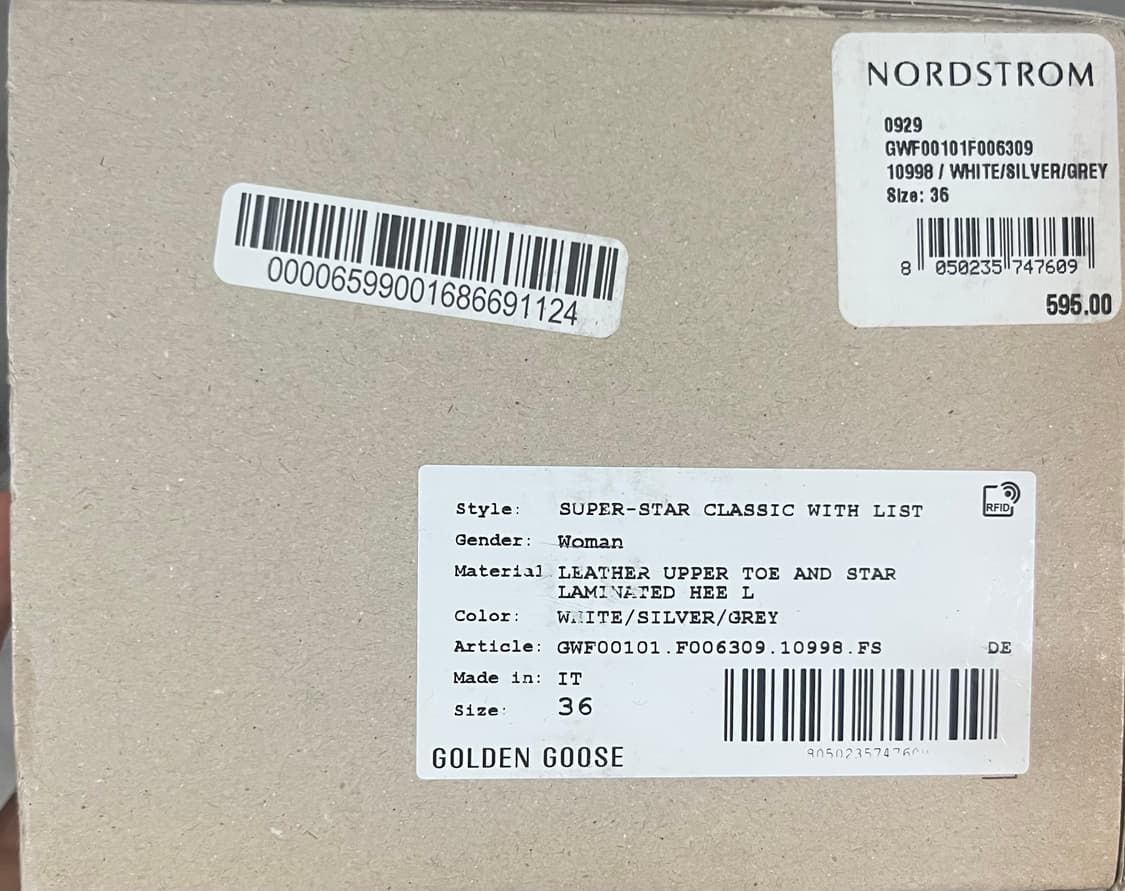 NORDSTROM
0929
GWF00101F006309
10998 / WHITE/SILVER/GREY
Size: 36
8 050235 747609
595.00
00006599001686691124
RFID
Style: SUPER-STAR CLASSIC WITH LIST
Gender: Woman
Material LEATHER UPPER TOE AND STAR
LAMINATED HEE L
Color: WHITE/SILVER/GREY
Article: GWF00101.F006309.10998.FS DE
Made in: IT
Size: 36
8050235747609
GOLDEN GOOSE